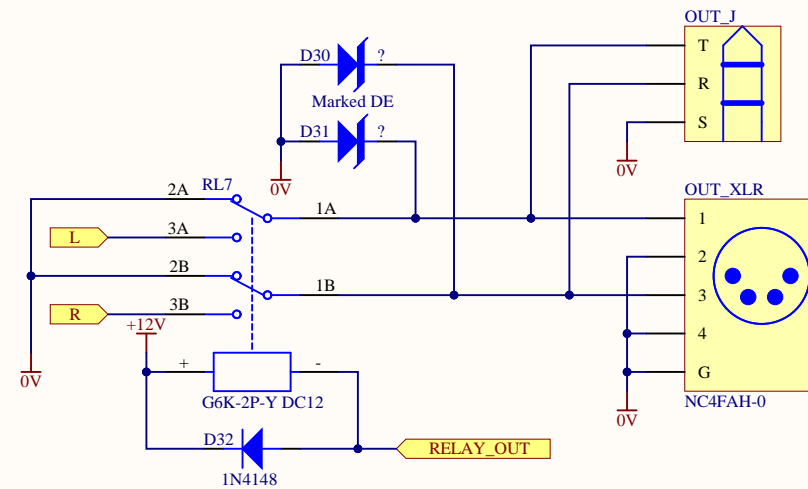 OUT_J
D30
?
T
R
Marked DE
D31
?
S
0V
0V
RL7
OUT_XLR
2A
1A
1
L
3A
2
2B
1B
3
R
3B
+12V
4
+
-
G
0V
G6K-2P-Y DC12
NC4FAH-0
0V
D32
RELAY_OUT
1N4148